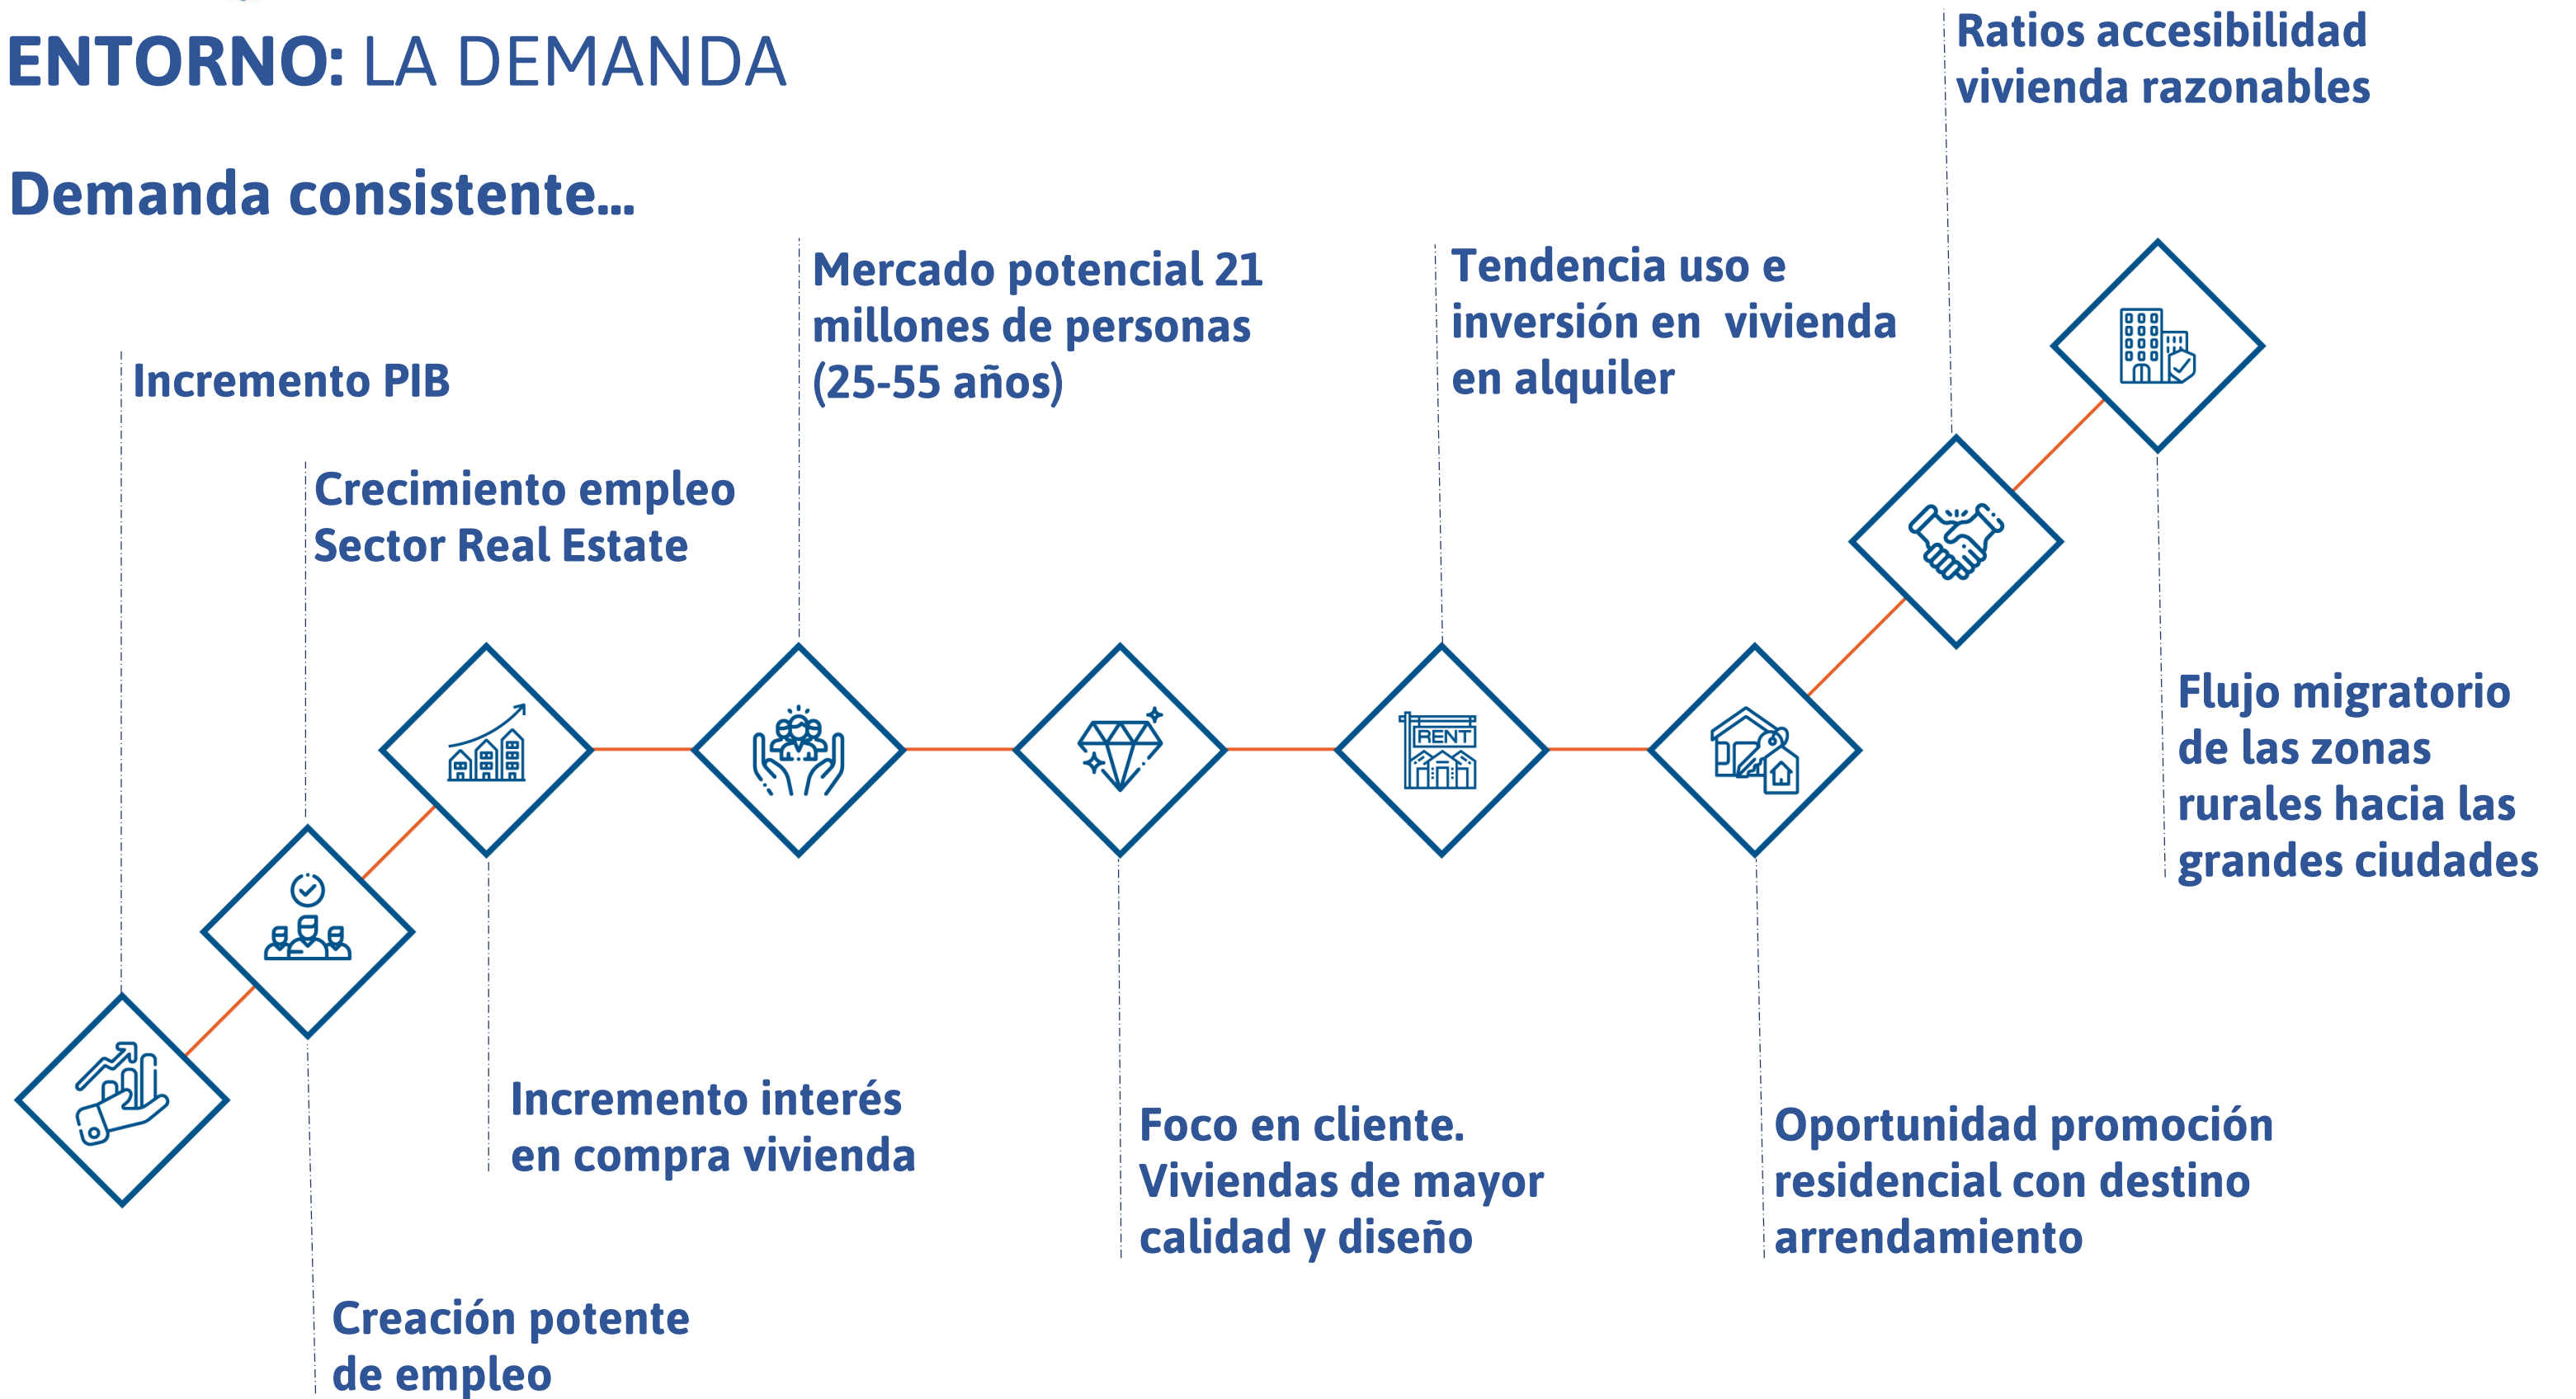 ENTORNO: LA DEMANDA
Demanda consistente...
Incremento PIB
Crecimiento empleo
Sector Real Estate
Creación potente
de empleo
Incremento interés
en compra vivienda
Mercado potencial 21
millones de personas
(25-55 años)
Foco en cliente.
Viviendas de mayor
calidad y diseño
Tendencia uso e
inversión en  vivienda
en alquiler
RENT
Oportunidad promoción
residencial con destino
arrendamiento
Ratios accesibilidad
vivienda razonables
Flujo migratorio
de las zonas
rurales hacia las
grandes ciudades